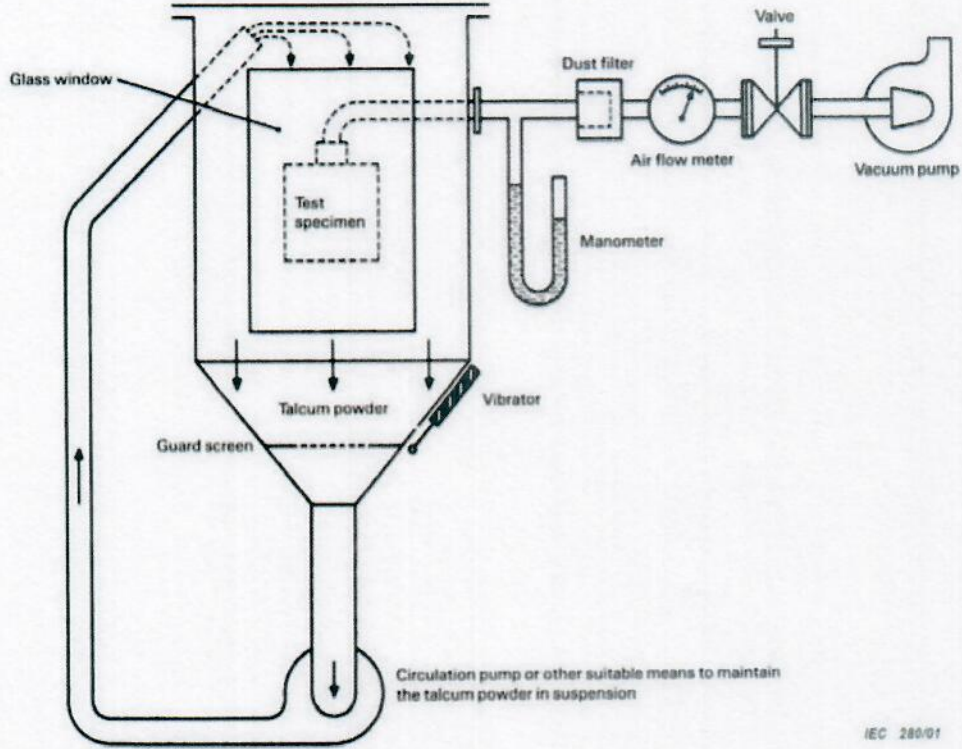 Valve
Dust filter
Glass window
Air flow meter
Vacuum pump
Test
specimen
Manometer
Talcum powder
Vibrator
Guard screen
Circulation pump or other suitable means to maintain
the talcum powder in suspension
IEC 280/01